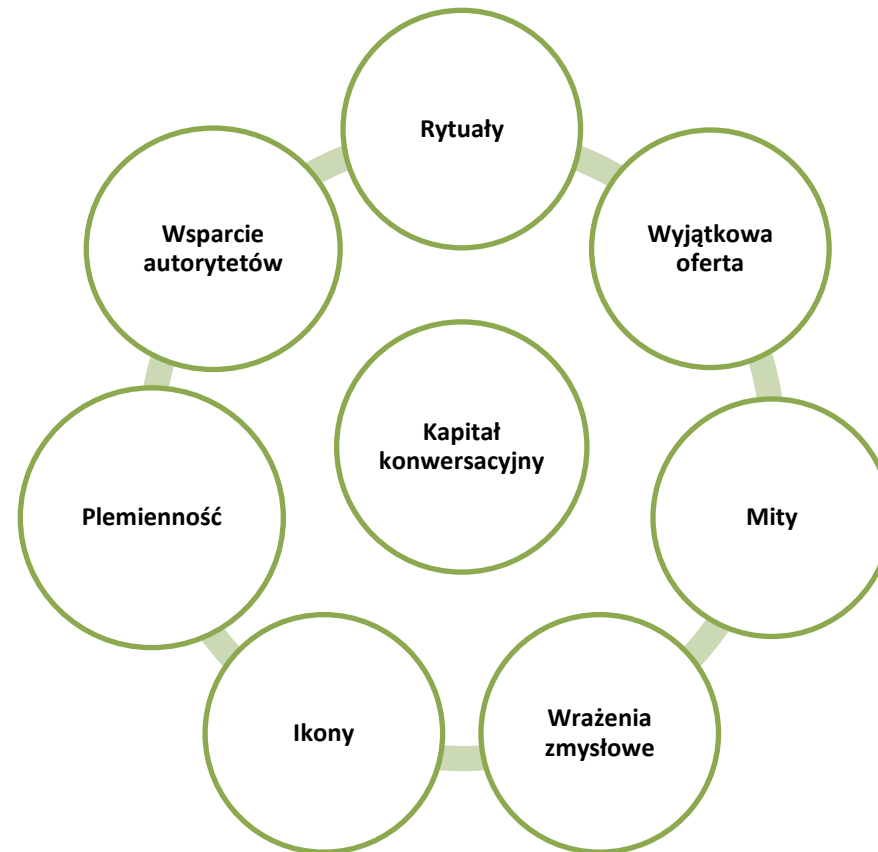 Rytuały
Wyjątkowa
oferta
Mity
Wrażenia
zmysłowe
Ikony
Plemienność
Wsparcie
autorytetów
Kapitał
konwersacyjny